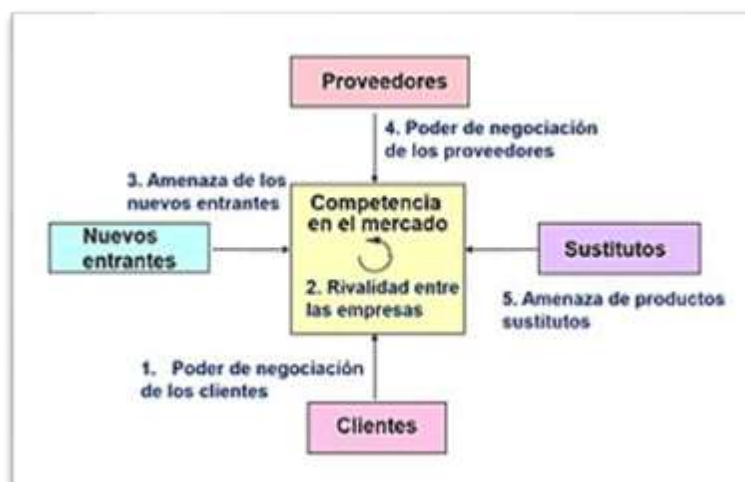 Proveedores
4. Poder de negociación
de los proveedores
3. Amenaza de los
nuevos entrantes
Competencia
en el mercado
Nuevos
entrantes
Sustitutos
2. Rivalidad entre
las empresas
5. Amenaza de productos
sustitutos
1. Poder de negociación
de los clientes
Clientes